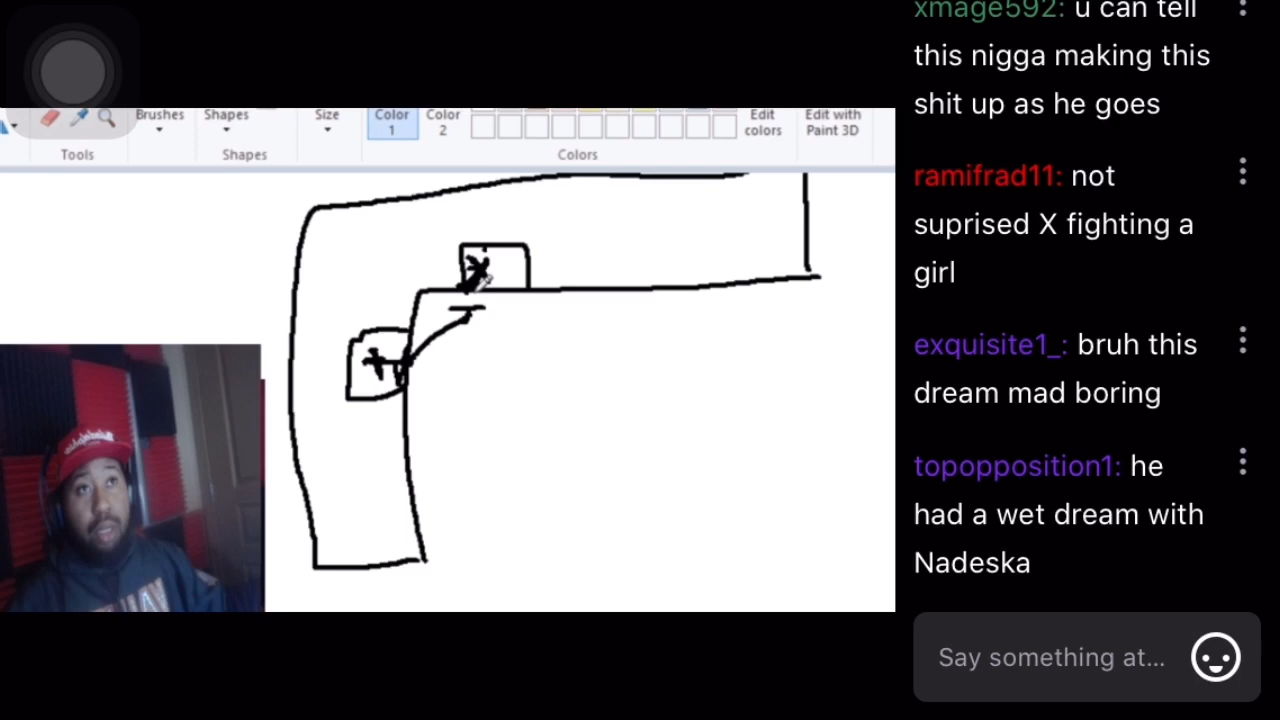 Brushes
Shapes
Size
Color
1
Color
2
Edit
colors
Edit with
Paint 3D
Tools
Shapes
Colors
xmage592: u can tell
this nigga making this
shit up as he goes
ramifrad11: not
suprised X fighting a
girl
exquisite1_: bruh this
dream mad boring
topopposition1: he
had a wet dream with
Nadeska
Say something at...